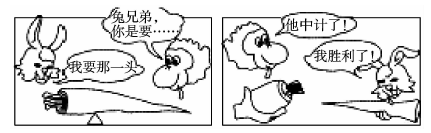 兔兄弟，
你是要……
我要那一头
他中计了！
我胜利了！